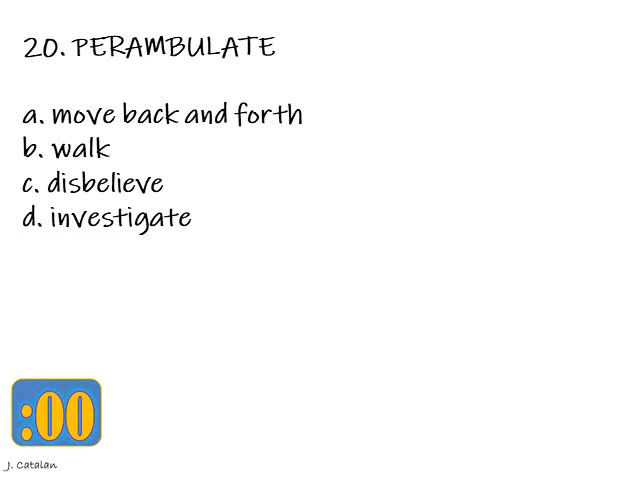 20. PERAMBULATE
a. move back and forth
b. walk
c. disbelieve
d. investigate
:00
J. Catalan